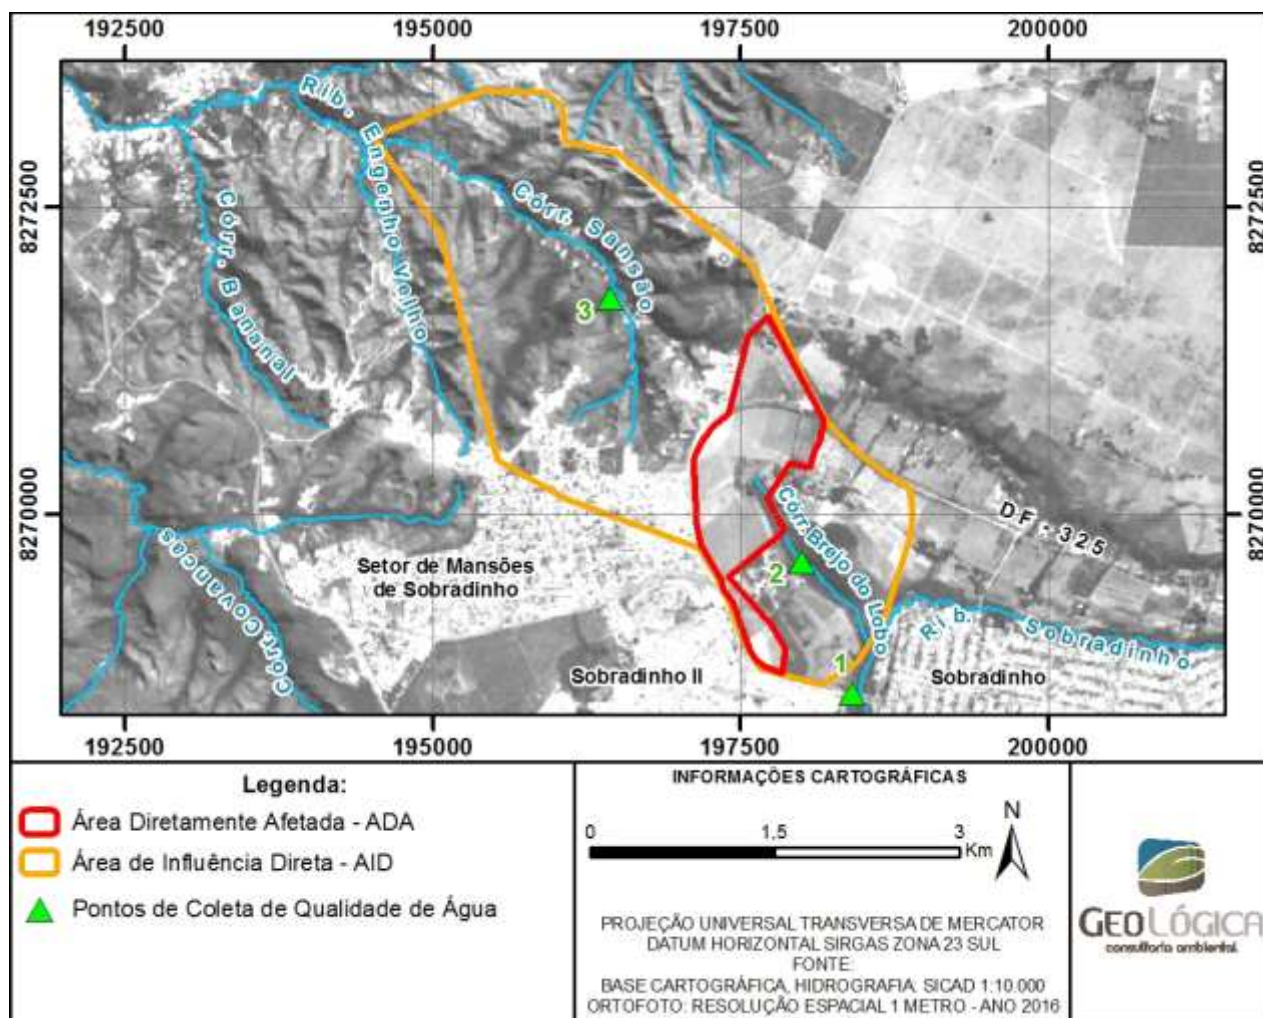 192500 195000 197500 200000
8272500
8272500
8270000
8270000
Rib. Engenho Velho
Córr. Sansão
Córr. Bananal
3
DF - 325
Córr. Brejo do Lobo
2
Córr. Covancas
Setor de Mansões
de Sobradinho
Rib. Sobradinho
1
Sobradinho II
Sobradinho
192500 195000 197500 200000
Legenda:
Área Diretamente Afetada - ADA
Área de Influência Direta - AID
Pontos de Coleta de Qualidade de Água
INFORMAÇÕES CARTOGRÁFICAS
N
0 1,5 3
Km
PROJEÇÃO UNIVERSAL TRANSVERSA DE MERCATOR
DATUM HORIZONTAL SIRGAS ZONA 23 SUL
FONTE:
BASE CARTOGRÁFICA, HIDROGRAFIA: SICAD 1:10.000
ORTOFOTO: RESOLUÇÃO ESPACIAL 1 METRO - ANO 2016
GEOLÓGICA
consultoria ambiental